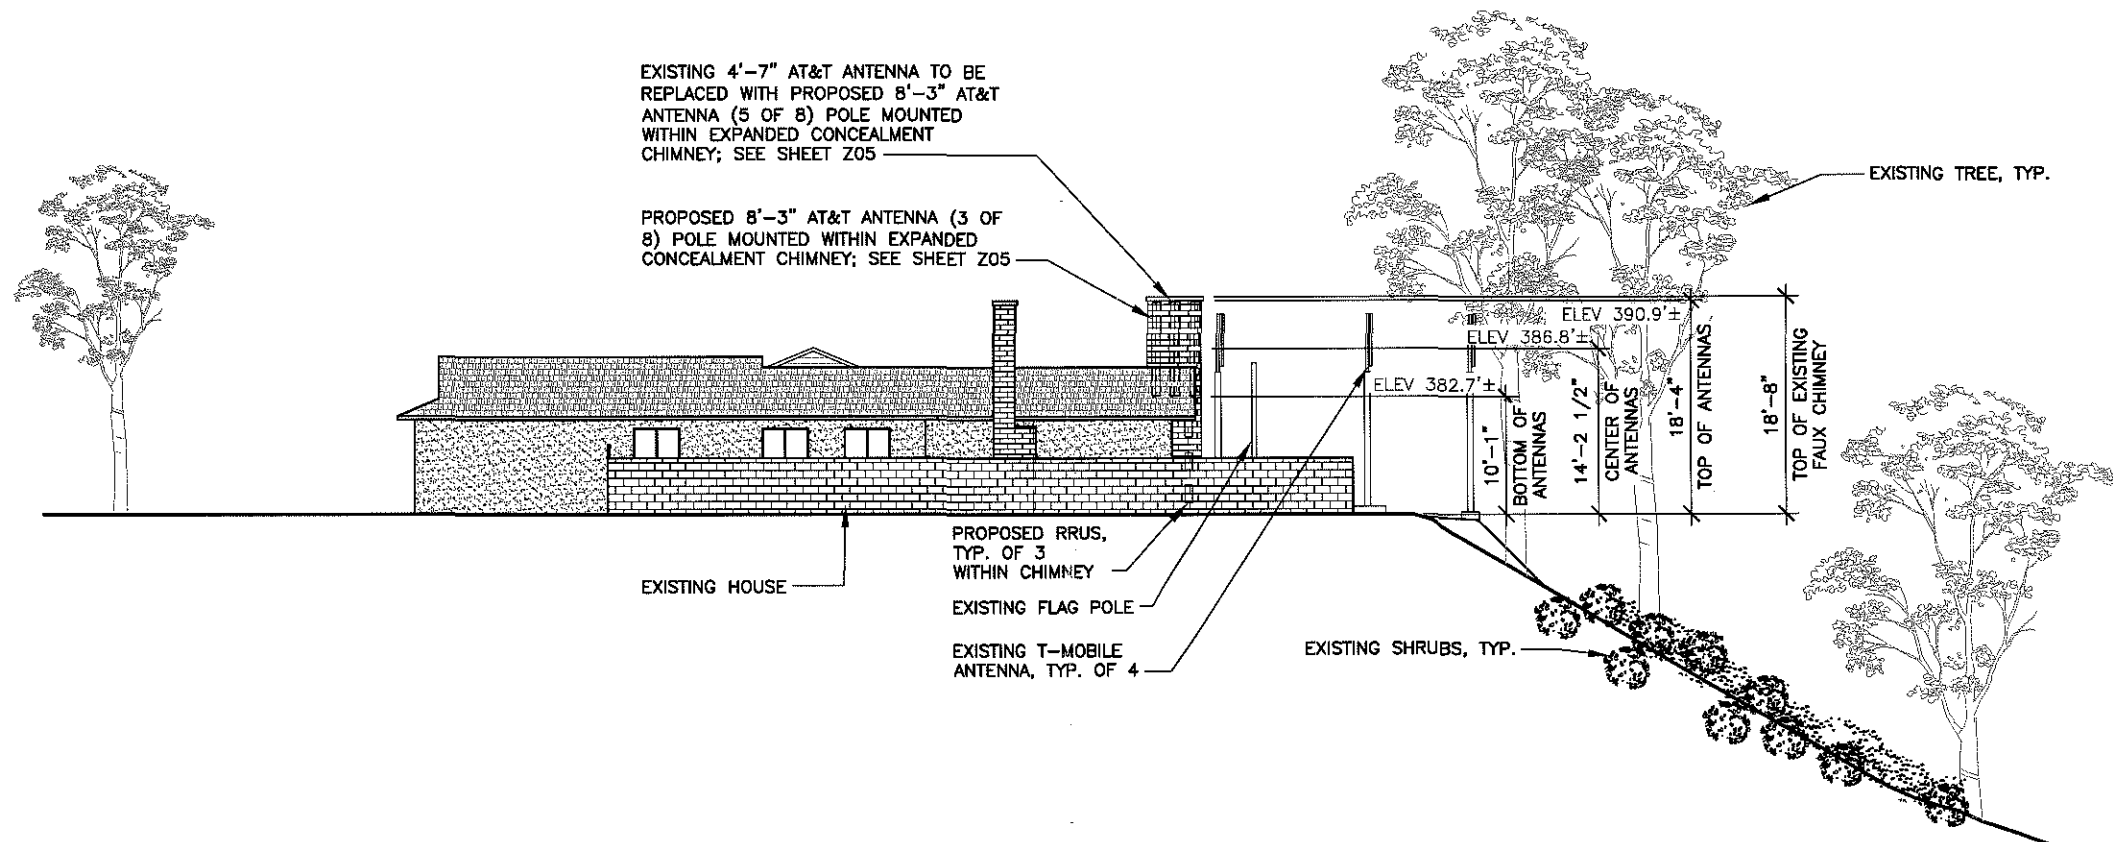 EXISTING 4'-7" AT&T ANTENNA TO BE
REPLACED WITH PROPOSED 8'-3" AT&T
ANTENNA (5 OF 8) POLE MOUNTED
WITHIN EXPANDED CONCEALMENT
CHIMNEY; SEE SHEET Z05
PROPOSED 8'-3" AT&T ANTENNA (3 OF
8) POLE MOUNTED WITHIN EXPANDED
CONCEALMENT CHIMNEY; SEE SHEET Z05
EXISTING TREE, TYP.
ELEV 390.9'±
ELEV 386.8'±
ELEV 382.7'±
10'-1"
BOTTOM OF
ANTENNAS
14'-2 1/2"
CENTER OF
ANTENNAS
18'-4"
TOP OF ANTENNAS
18'-8"
TOP OF EXISTING
FAUX CHIMNEY
PROPOSED RRUS,
TYP. OF 3
WITHIN CHIMNEY
EXISTING HOUSE
EXISTING FLAG POLE
EXISTING T-MOBILE
ANTENNA, TYP. OF 4
EXISTING SHRUBS, TYP.